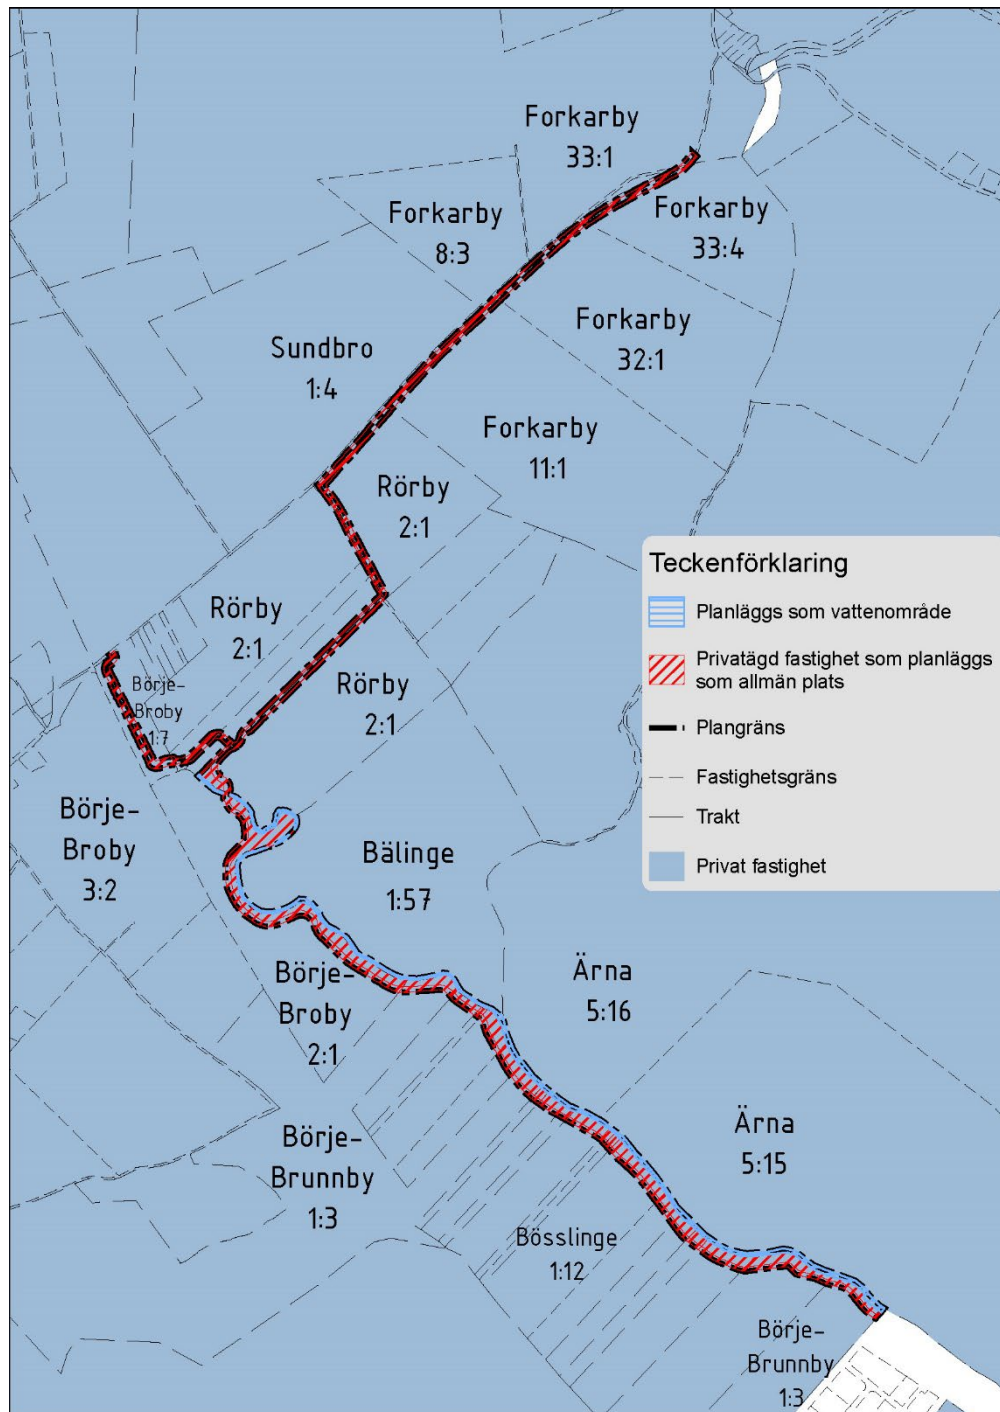 Forkarby
33:1
Forkarby
8:3
Forkarby
33:4
Forkarby
32:1
Sundbro
1:4
Forkarby
11:1
Rörby
2:1
Rörby
2:1
Rörby
2:1
Börje-
Broby
1:7
Börje-
Broby
3:2
Bälinge
1:57
Börje-
Broby
2:1
Ärna
5:16
Ärna
5:15
Börje-
Brunnby
1:3
Bösslinge
1:12
Börje-
Brunnby
1:3
Teckenförklaring
Planläggs som vattenområde
Privatägd fastighet som planläggs
som allmän plats
Plangräns
Fastighetsgräns
Trakt
Privat fastighet